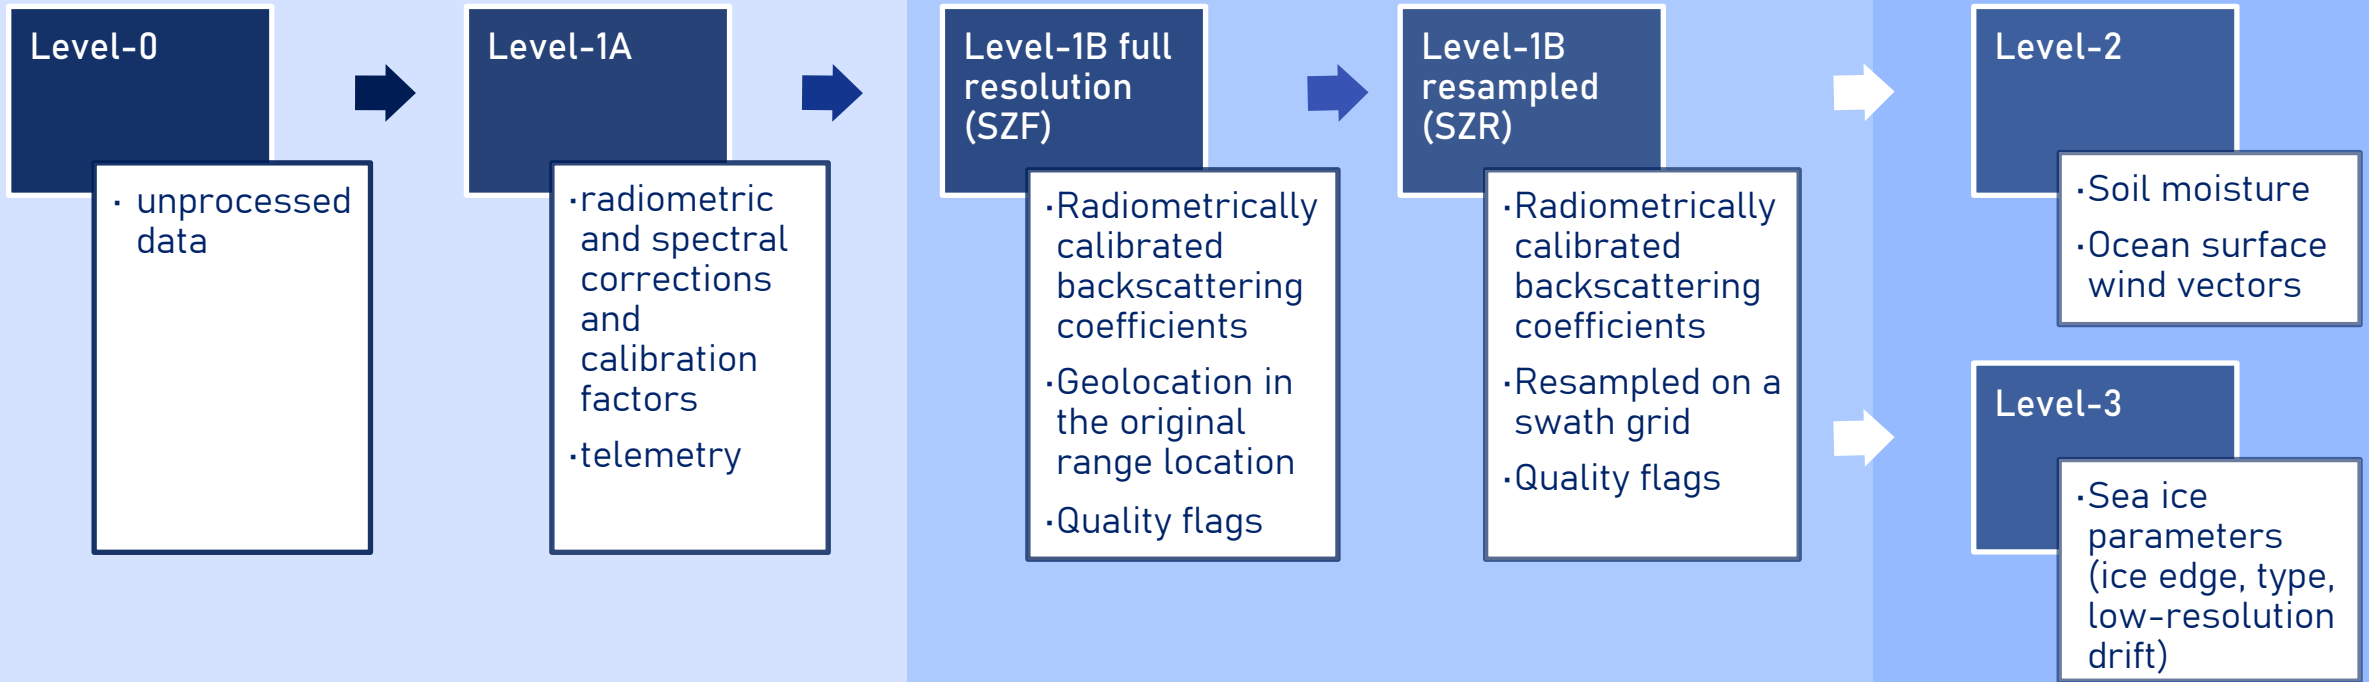 Level-0
· unprocessed
data
Level-1A
·radiometric
and spectral
corrections
and
calibration
factors
·telemetry
Level-1B full
resolution
(SZF)
·Radiometrically
calibrated
backscattering
coefficients
·Geolocation in
the original
range location
·Quality flags
Level-1B
resampled
(SZR)
·Radiometrically
calibrated
backscattering
coefficients
·Resampled on a
swath grid
·Quality flags
Level-2
·Soil moisture
·Ocean surface
wind vectors
Level-3
·Sea ice
parameters
(ice edge, type,
low-resolution
drift)